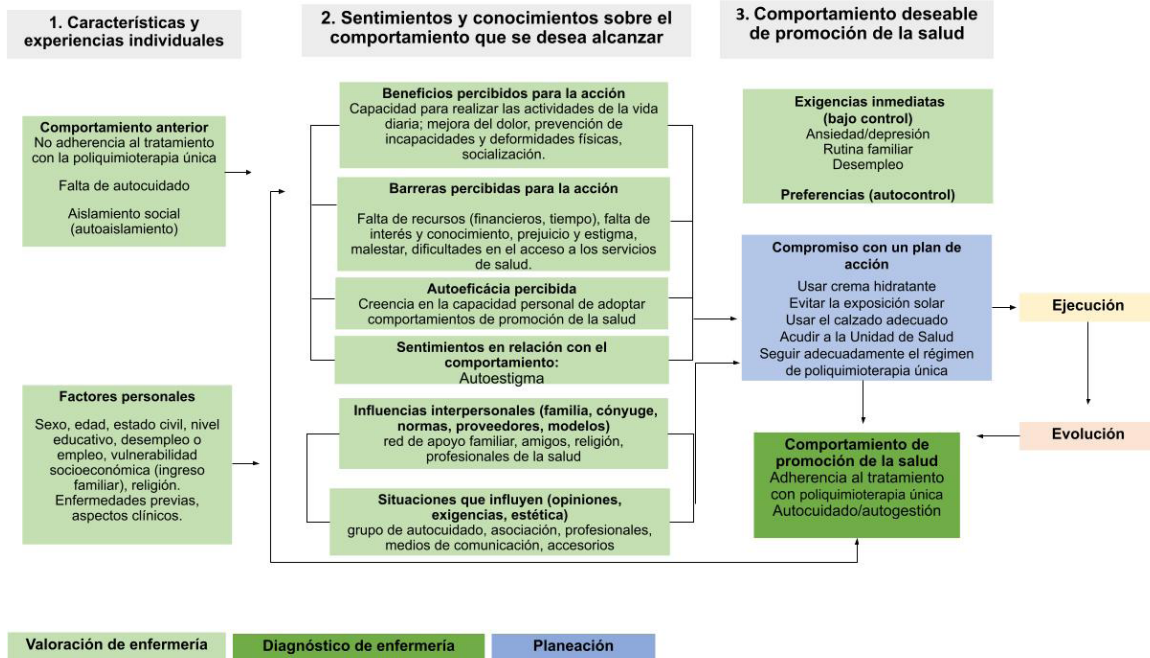 1. Características y
experiencias individuales
2. Sentimientos y conocimientos sobre el
comportamiento que se desea alcanzar
3. Comportamiento deseable
de promoción de la salud
Comportamiento anterior
No adherencia al tratamiento
con la poliquimioterapia única
Falta de autocuidado
Aislamiento social
(autoaislamiento)
Factores personales
Sexo, edad, estado civil, nivel
educativo, desempleo o
empleo, vulnerabilidad
socioeconómica (ingreso
familiar), religión.
Enfermedades previas,
aspectos clínicos.
Beneficios percibidos para la acción
Capacidad para realizar las actividades de la vida
diaria; mejora del dolor, prevención de
incapacidades y deformidades físicas,
socialización.
Barreras percibidas para la acción
Falta de recursos (financieros, tiempo), falta de
interés y conocimiento, prejuicio y estigma,
malestar, dificultades en el acceso a los servicios
de salud.
Autoeficácia percibida
Creencia en la capacidad personal de adoptar
comportamientos de promoción de la salud
Sentimientos en relación con el
comportamiento:
Autoestigma
Influencias interpersonales (familia, cónyuge,
normas, proveedores, modelos)
red de apoyo familiar, amigos, religión,
profesionales de la salud
Situaciones que influyen (opiniones,
exigencias, estética)
grupo de autocuidado, asociación, profesionales,
medios de comunicación, accesorios
Exigencias inmediatas
(bajo control)
Ansiedad/depresión
Rutina familiar
Desempleo
Preferencias (autocontrol)
Compromiso con un plan de
acción
Usar crema hidratante
Evitar la exposición solar
Usar el calzado adecuado
Acudir a la Unidad de Salud
Seguir adecuadamente el régimen
de poliquimioterapia única
Ejecución
Evolución
Comportamiento de
promoción de la salud
Adherencia al tratamiento
con poliquimioterapia única
Autocuidado/autogestión
Valoración de enfermería
Diagnóstico de enfermería
Planeación